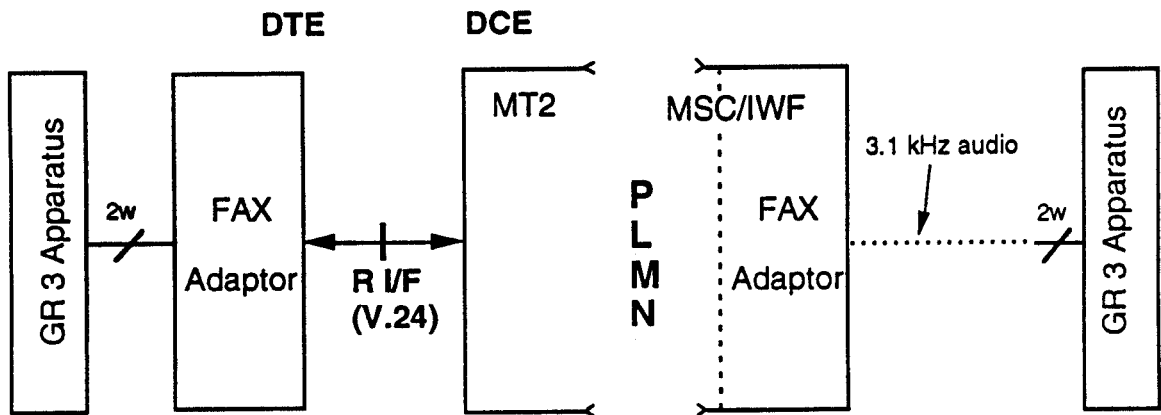 DTE
DCE
GR 3 Apparatus
2w
FAX
Adaptor
R I/F
(V.24)
MT2
P
L
M
N
MSC/IWF
FAX
Adaptor
3.1 kHz audio
2w
GR 3 Apparatus